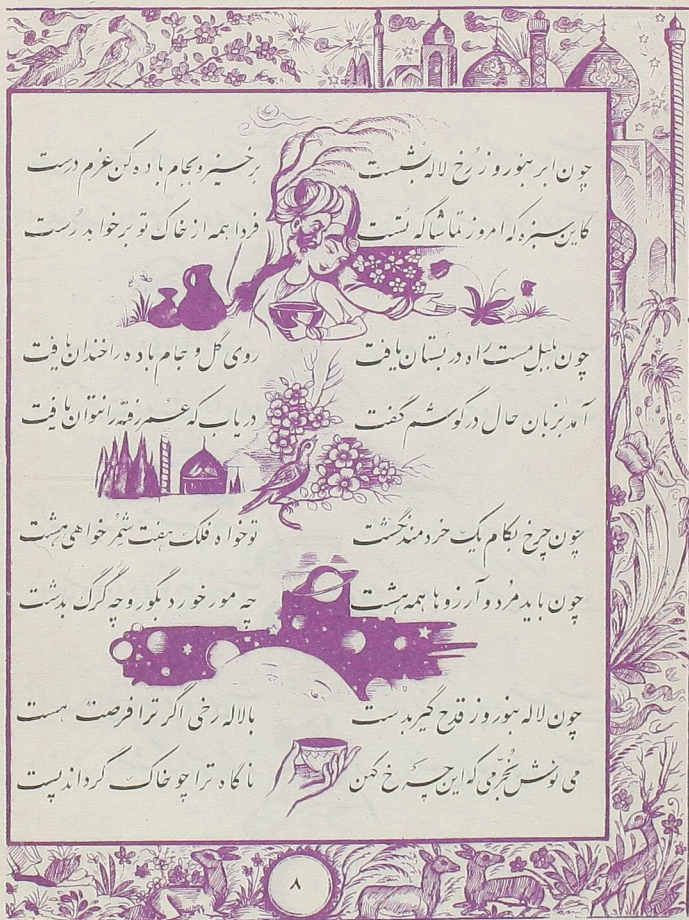 چون ابر بنوروز رخ لاله بشست برخیز و بجام باده کن عزم درست
کاین سبزه که امروز تماشاگه تست فردا همه از خاک تو برخواهد رست
چون بلبل مست راه در بستان یافت روی گل و جام باده را خندان یافت
آمد بزبان حال در گوشم گفت دریاب که عمر رفته را نتوان یافت
چون چرخ بکام یک خردمند نگشت تو خواه فلک هفت شمر خواهی هشت
چون باید مرد و آرزوها همه هشت چه مور خورد بگور و چه گرگ بدشت
چون لاله بنوروز قدح گیر بدست با لاله رخی اگر ترا فرصت هست
می نوش بخرمی که این چرخ کهن ناگاه ترا چو خاک گرداند پست
۸